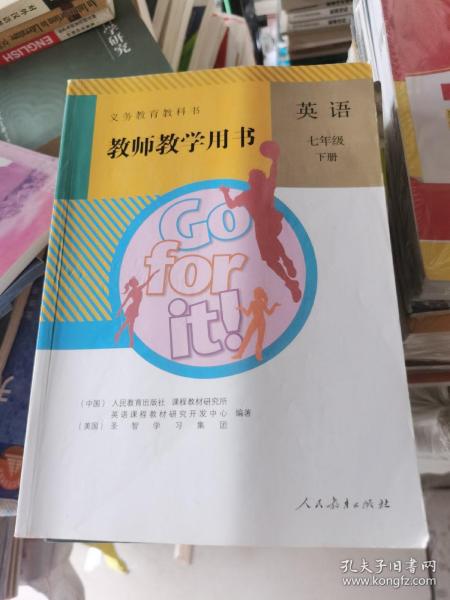 义务教育教科书
教师教学用书
英语
七年级
下册
Go
for
it!
(中国) 人民教育出版社 课程教材研究所
英语课程教材研究开发中心 编著
(美国) 圣智学习集团
人民教育出版社
ENGLISH
学研究
孔夫子旧书网
www.kongfz.com